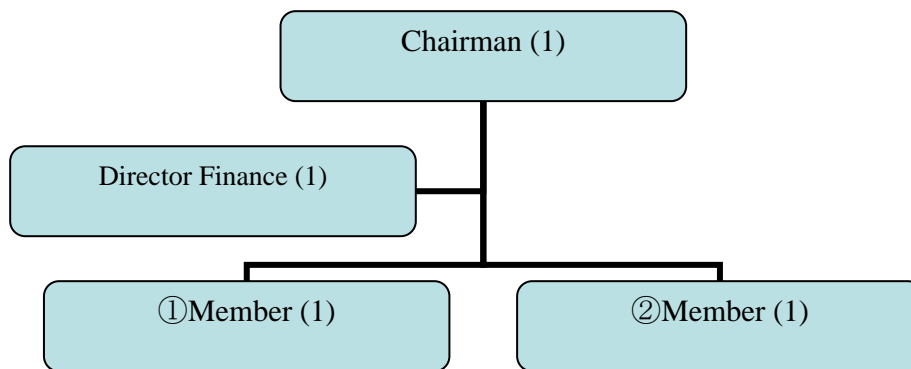 Chairman (1)
Director Finance (1)
①Member (1)
②Member (1)